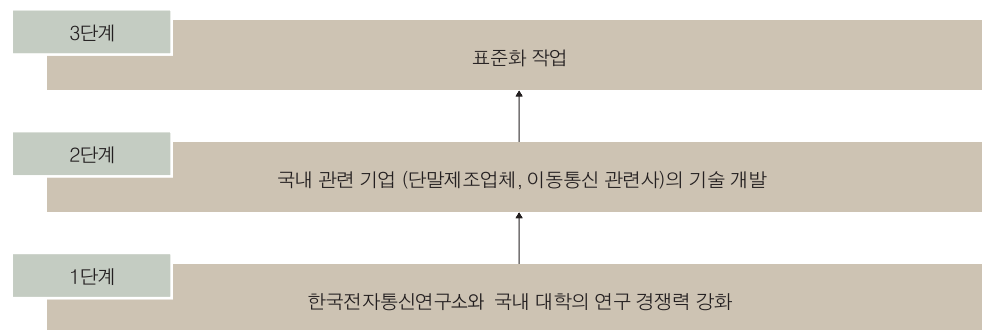 3단계
표준화 작업
2단계
국내 관련 기업 (단말제조업체, 이동통신 관련사)의 기술 개발
1단계
한국전자통신연구소와 국내 대학의 연구 경쟁력 강화